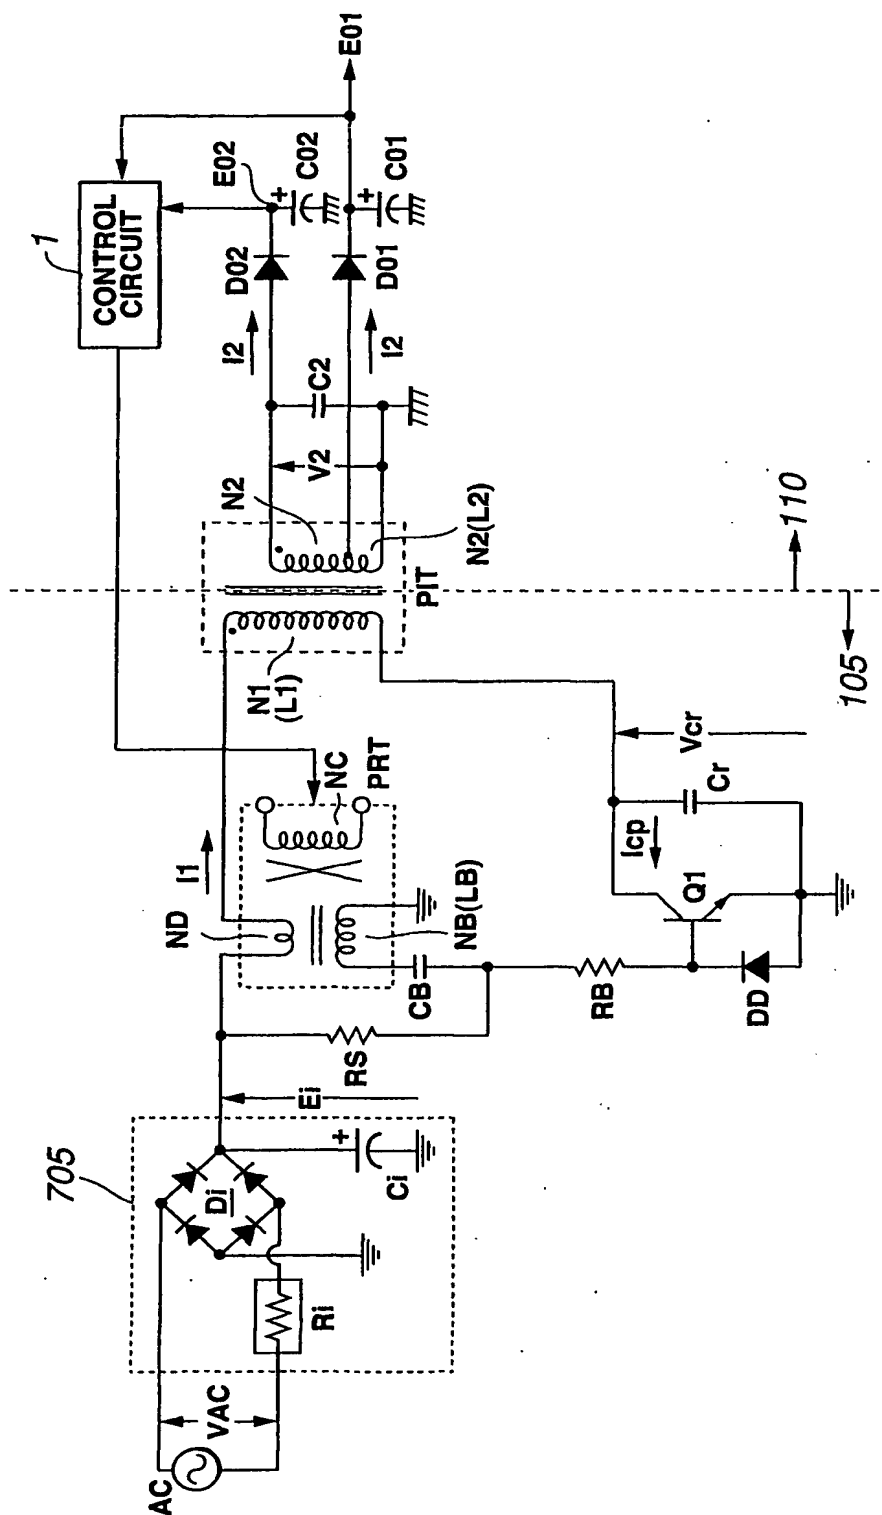 AC
VAC
705
Ri
Di
Ci
+
Ei
RS
CB
RB
DD
Q1
Icp
Cr
Vcr
ND
I1
NB(LB)
NC
PRT
N1
(L1)
PIT
N2
N2(L2)
105
110
V2
C2
I2
I2
D02
D01
E02
+
C02
+
C01
E01
1
CONTROL
CIRCUIT